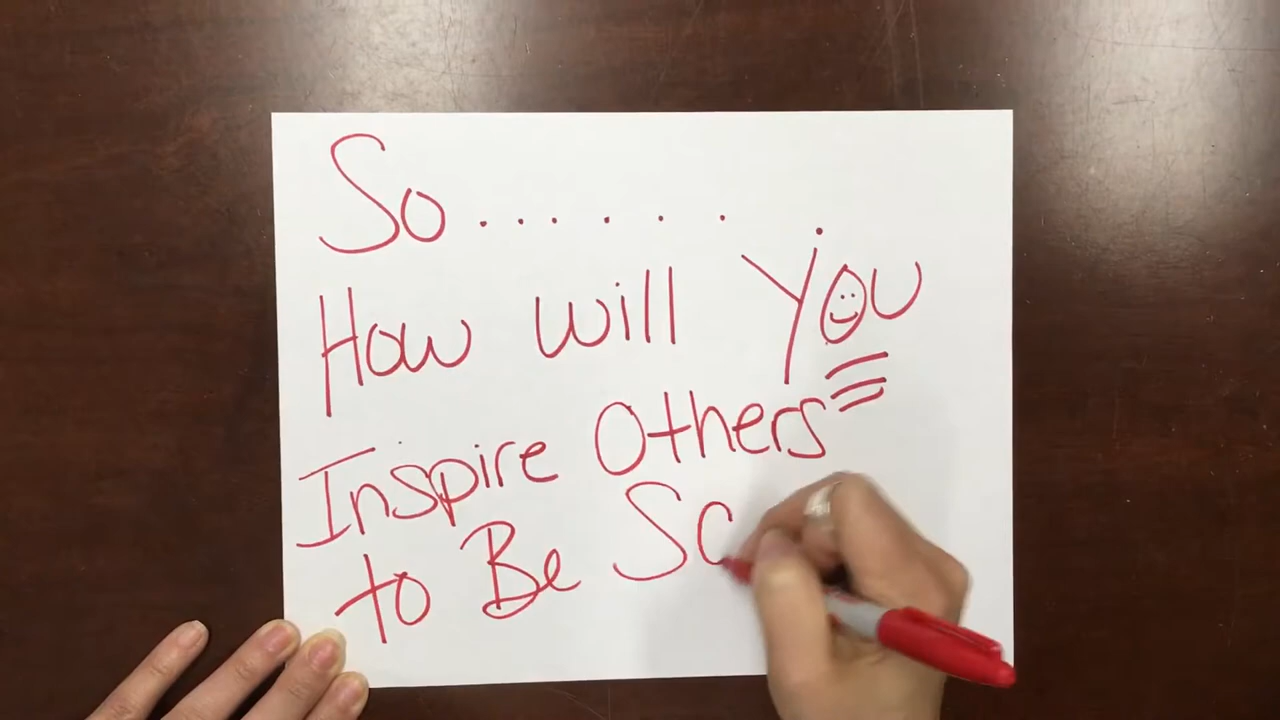 So.......
How will You
Inspire Others
to Be Sc